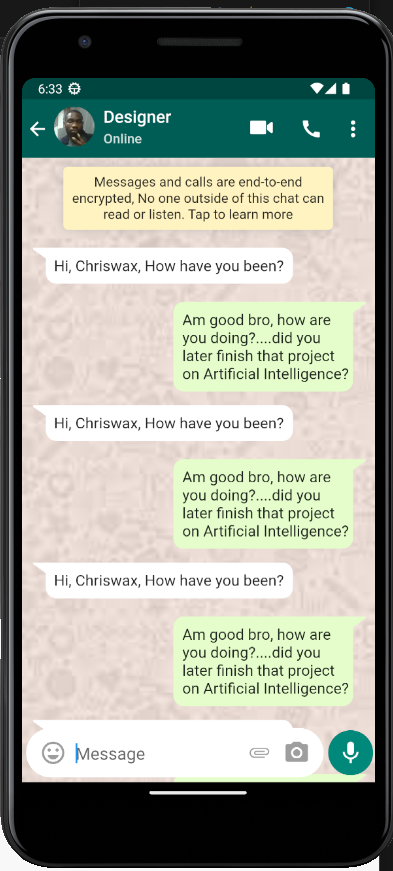 6:33
Designer
Online
Messages and calls are end-to-end
encrypted, No one outside of this chat can
read or listen. Tap to learn more
Hi, Chriswax, How have you been?
Am good bro, how are
you doing?....did you
later finish that project
on Artificial Intelligence?
Hi, Chriswax, How have you been?
Am good bro, how are
you doing?....did you
later finish that project
on Artificial Intelligence?
Hi, Chriswax, How have you been?
Am good bro, how are
you doing?....did you
later finish that project
on Artificial Intelligence?
Message